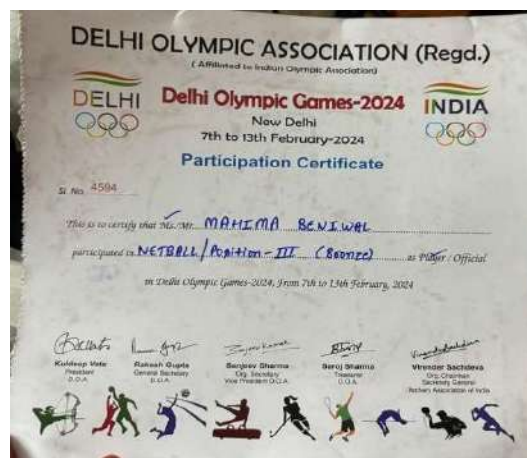 DELHI OLYMPIC ASSOCIATION (Regd.)
( Affiliated to Indian Olympic Association)
DELHI
INDIA
Delhi Olympic Games-2024
New Delhi
7th to 13th February-2024
Participation Certificate
Sl. No. 4594
This is to certify that Ms./Mr. MAHIMA BENIWAL
participated in NETBALL / Position - III (Bronze) as Player / Official
in Delhi Olympic Games-2024, from 7th to 13th February, 2024
Kuldeep Vats
President
D.O.A.
Rakesh Gupta
General Secretary
D.O.A.
Sanjeev Sharma
Org. Secretary
Vice President D.O.A.
Saroj Sharma
Treasurer
D.O.A.
Virender Sachdeva
Org. Chairman
Secretary General
Archery Association of India